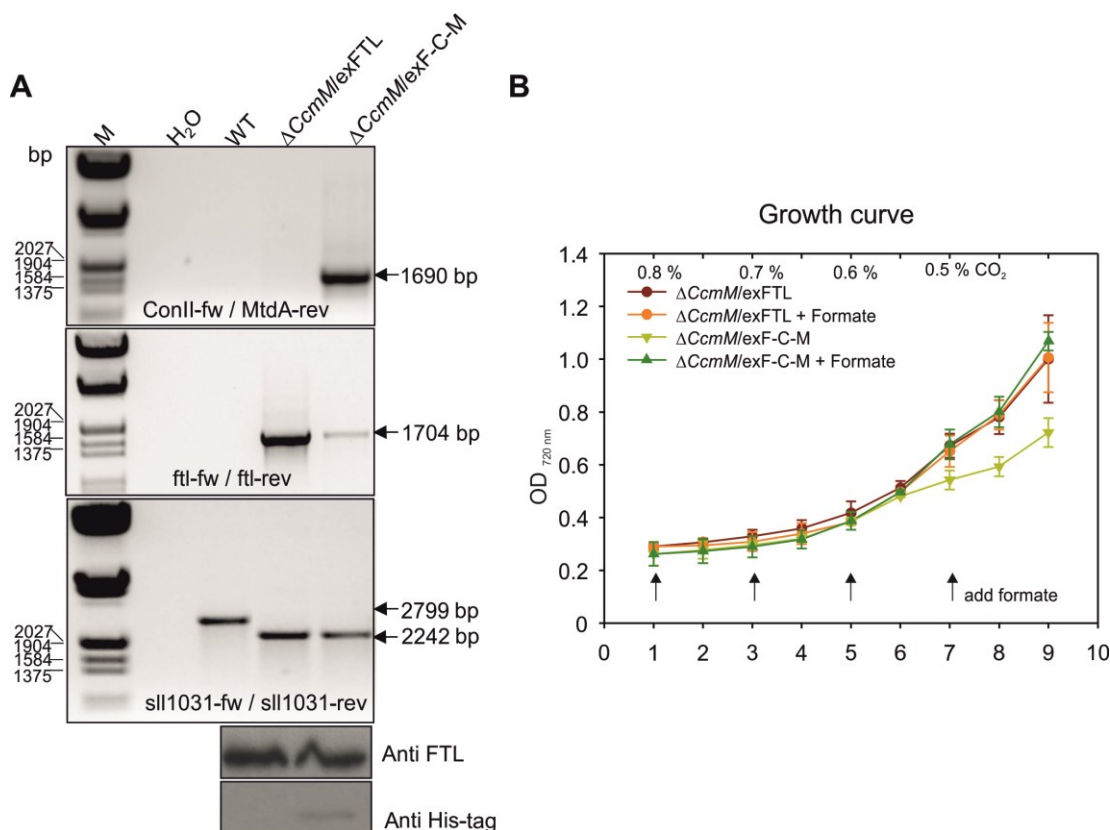 A
M
H₂O
WT
ΔCcmM/exFTL
ΔCcmM/exF-C-M
bp
2027
1904
1584
1375
1690 bp
ConII-fw / MtdA-rev
2027
1904
1584
1375
1704 bp
ftl-fw / ftl-rev
2799 bp
2242 bp
2027
1904
1584
1375
sll1031-fw / sll1031-rev
Anti FTL
Anti His-tag
B
Growth curve
1.4
1.2
1.0
0.8
0.6
0.4
0.2
0
OD 720 nm
0.8 % 0.7 % 0.6 % 0.5 % CO₂
ΔCcmM/exFTL
ΔCcmM/exFTL + Formate
ΔCcmM/exF-C-M
ΔCcmM/exF-C-M + Formate
add formate
0 1 2 3 4 5 6 7 8 9 10